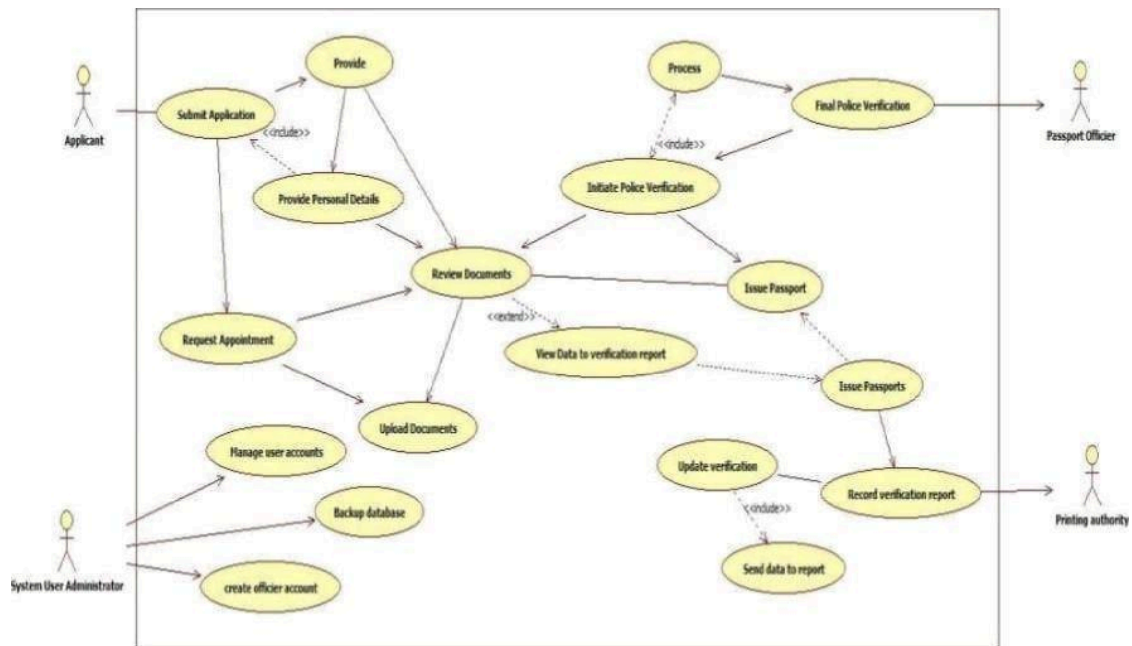 Provide
Process
Submit Application
Final Police Verification
Applicant
Passport Officier
<<include>>
<<include>>
Provide Personal Details
Initiate Police Verification
Review Documents
Issue Passport
<<extend>>
Request Appointment
View Data to verification report
Issue Passports
Upload Documents
Manage user accounts
Update verification
Record verification report
Backup database
<<include>>
Printing authority
System User Administrator
create officier account
Send data to report